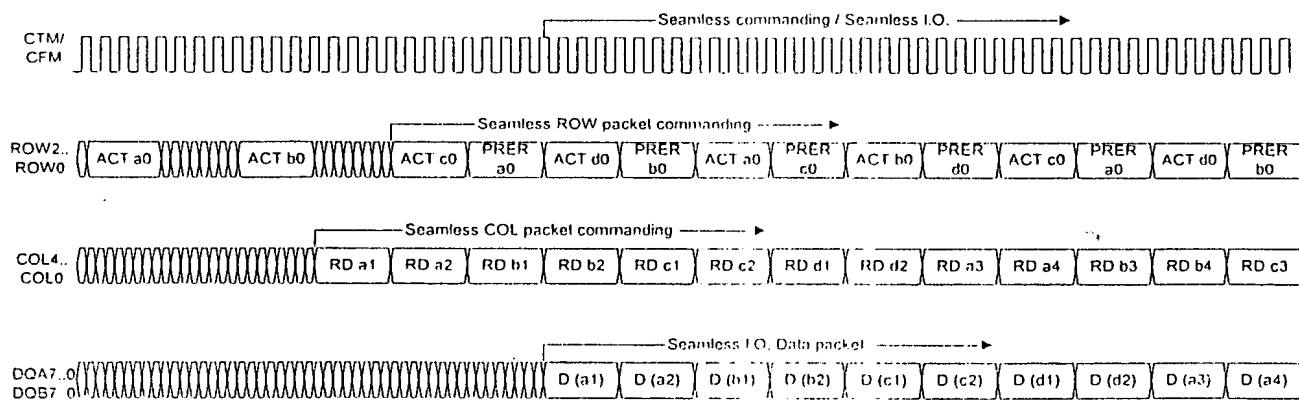 Seamless commanding / Seamless I.O.
CTM/
CFM
Seamless ROW packet commanding
ROW2..
ROW0
ACT a0
ACT b0
ACT c0
PRER
a0
ACT d0
PRER
b0
ACT a0
PRER
c0
ACT b0
PRER
d0
ACT c0
PRER
a0
ACT d0
PRER
b0
Seamless COL packet commanding
COL4..
COL0
RD a1
RD a2
RD b1
RD b2
RD c1
RD c2
RD d1
RD d2
RD a3
RD a4
RD b3
RD b4
RD c3
Seamless I.O. Data packet
DQA7..0
DQB7..0
D (a1)
D (a2)
D (b1)
D (b2)
D (c1)
D (c2)
D (d1)
D (d2)
D (a3)
D (a4)